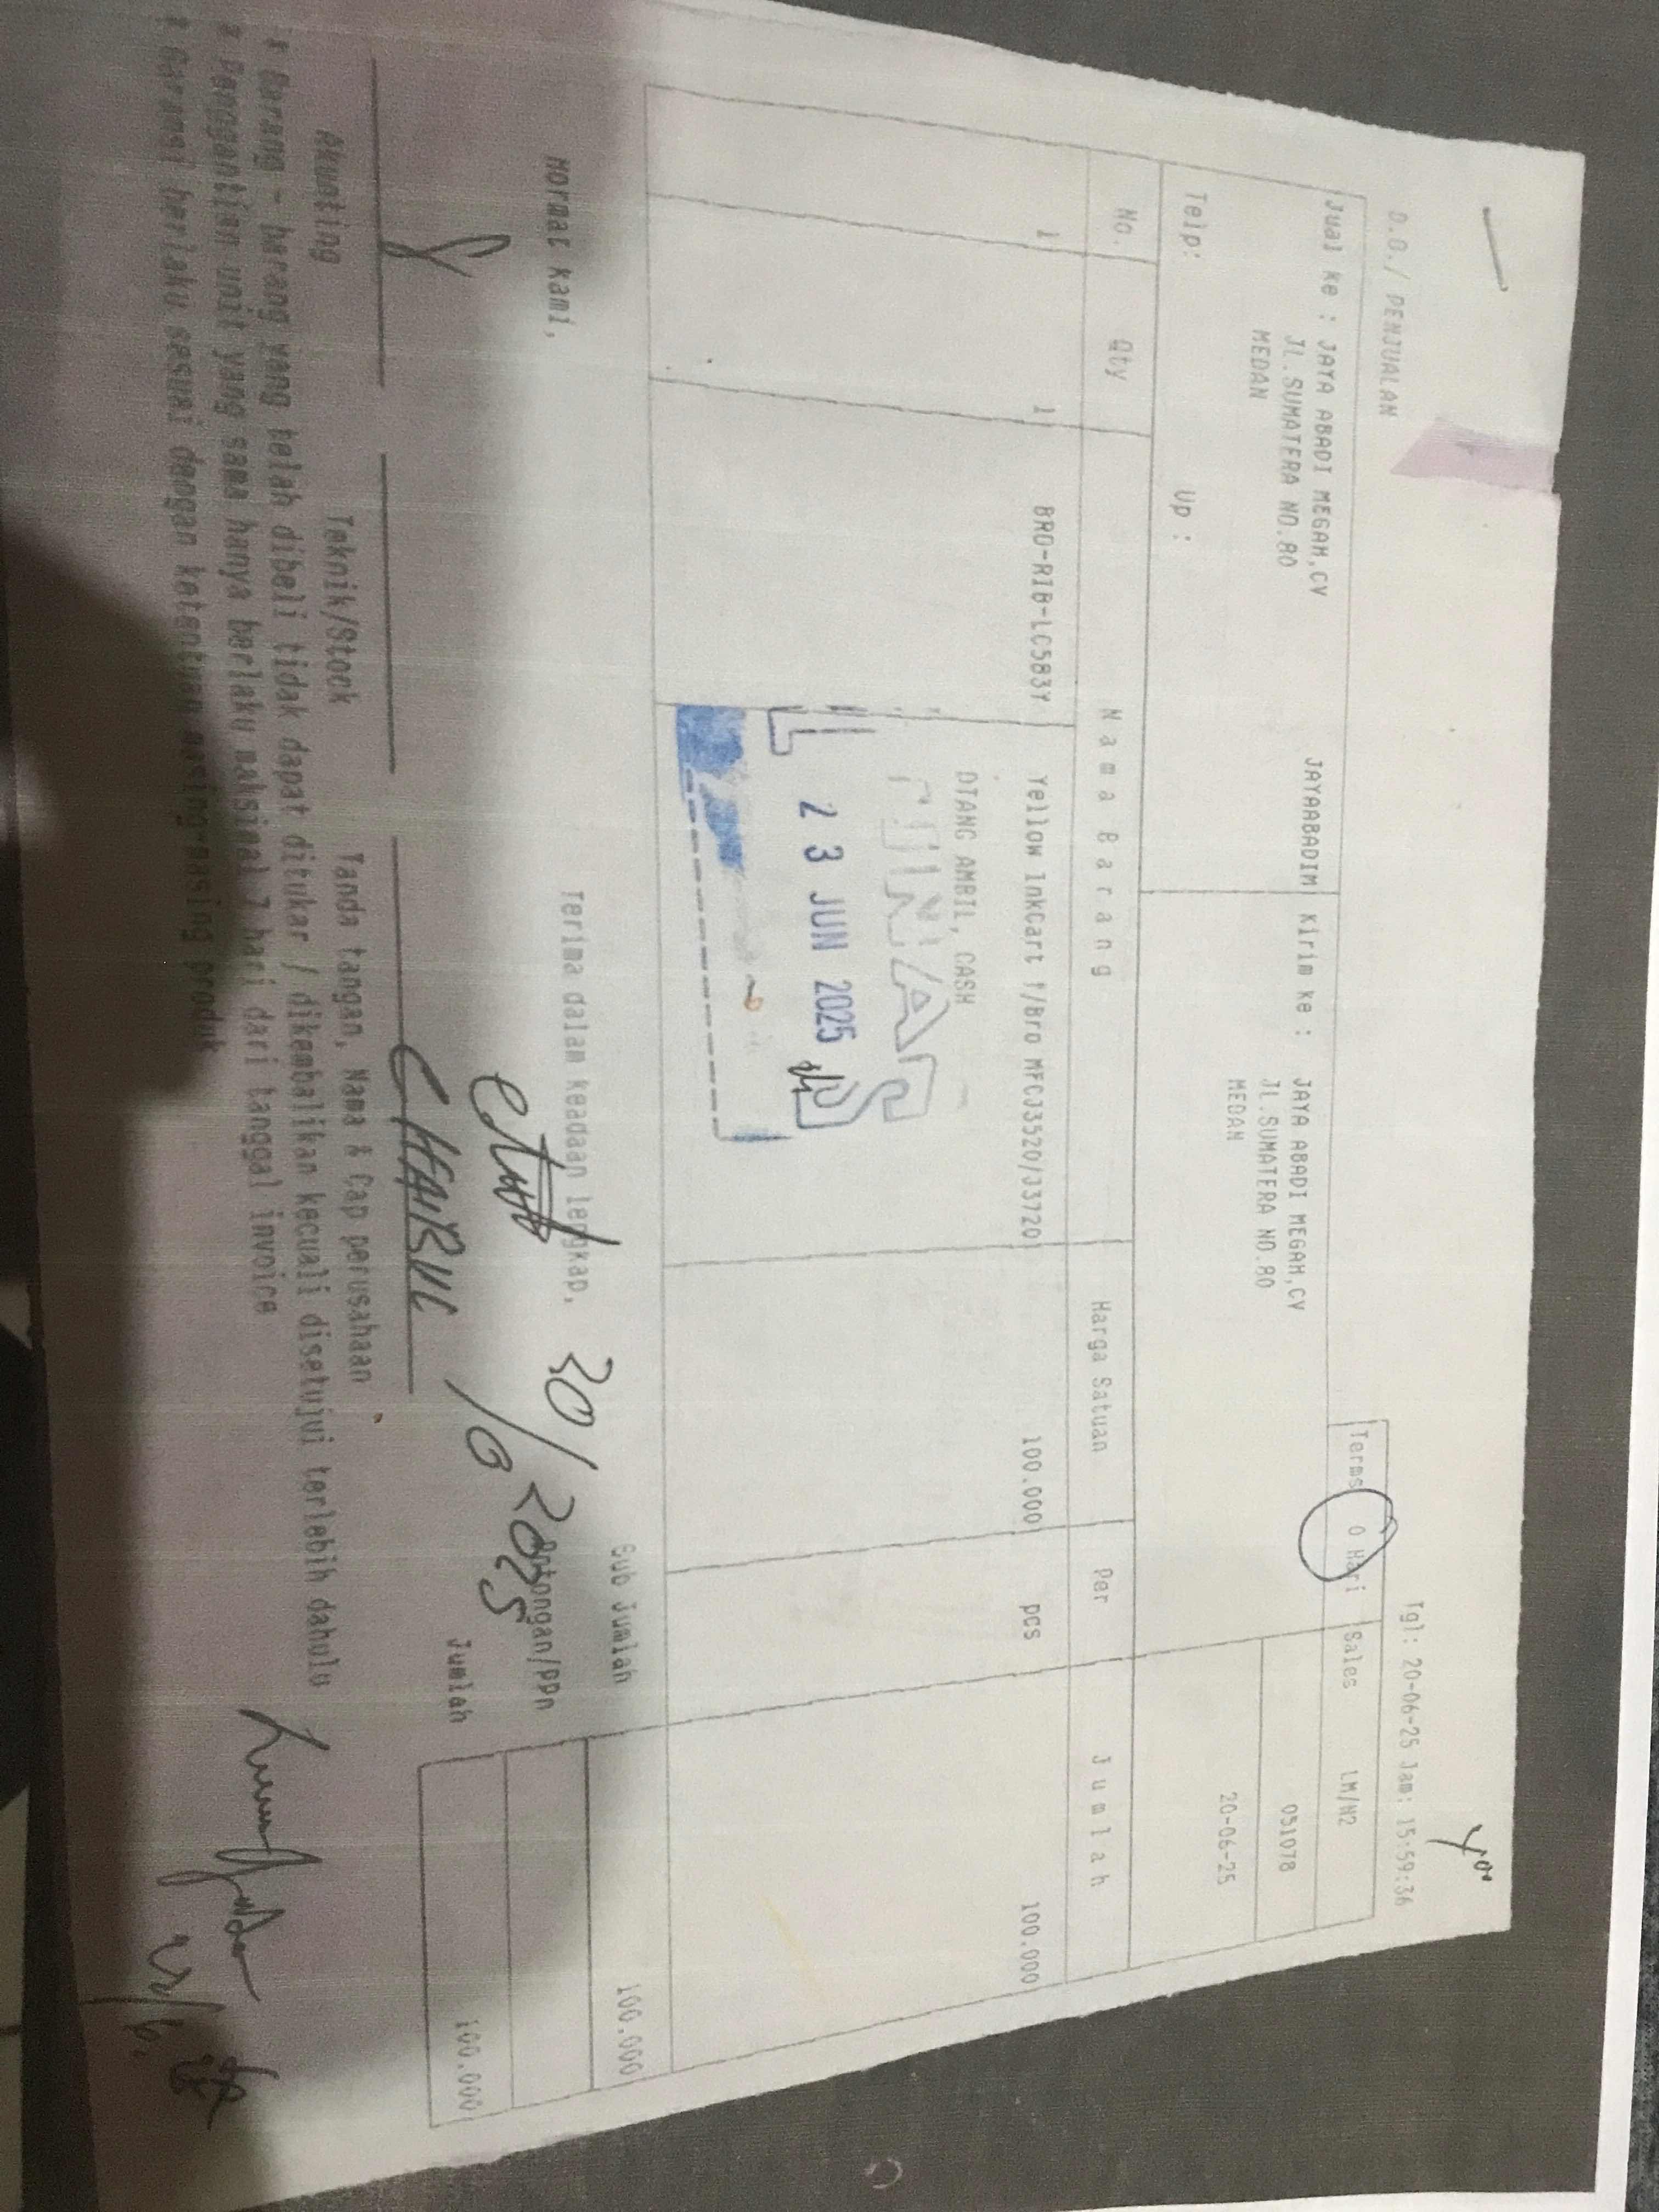 D.O./ PENJUALAN
Tgl: 20-06-25 Jam: 15:59:36
Jual ke : JAYA ABADI MEGAH,CV JAYAABADIM
JL.SUMATERA NO.80
MEDAN
Kirim ke : JAYA ABADI MEGAH,CV
JL.SUMATERA NO.80
MEDAN
Terms 0 Hari Sales LM/H2
051078
20-06-25
Telp: Up :
No. Qty Nama Barang Harga Satuan Per Jumlah
1 1 BRO-RIB-LC583Y Yellow InkCart f/Bro MFCJ3520/J3720 100.000 pcs 100.000
DTANG AMBIL, CASH
LUNAS
23 JUN 2025
Sub Jumlah 100.000
Hormat kami, Terima dalam keadaan lengkap,
Potongan/PPn
Jumlah 100.000
30/6 2025
CHAIBUL
Akunting Teknik/Stock Tanda tangan, Nama & Cap perusahaan
* Barang - barang yang telah dibeli tidak dapat ditukar / dikembalikan kecuali disetujui terlebih dahulu
* Penggantian unit yang sama hanya berlaku maksimal 7 hari dari tanggal invoice
* Garansi berlaku sesuai dengan ketentuan masing-masing produk